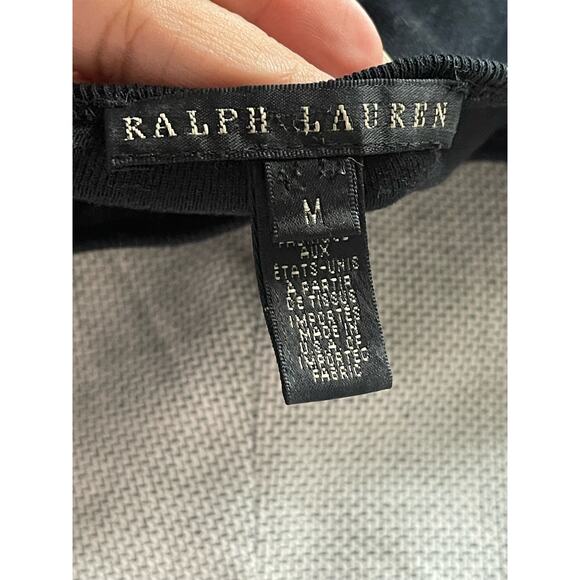 RALPH LAUREN
M
AUX
ÉTATS-UNIS
À PARTIR
DE TISSUS
IMPORTÉS
MADE IN
U.S.A. OF
IMPORTED
FABRIC